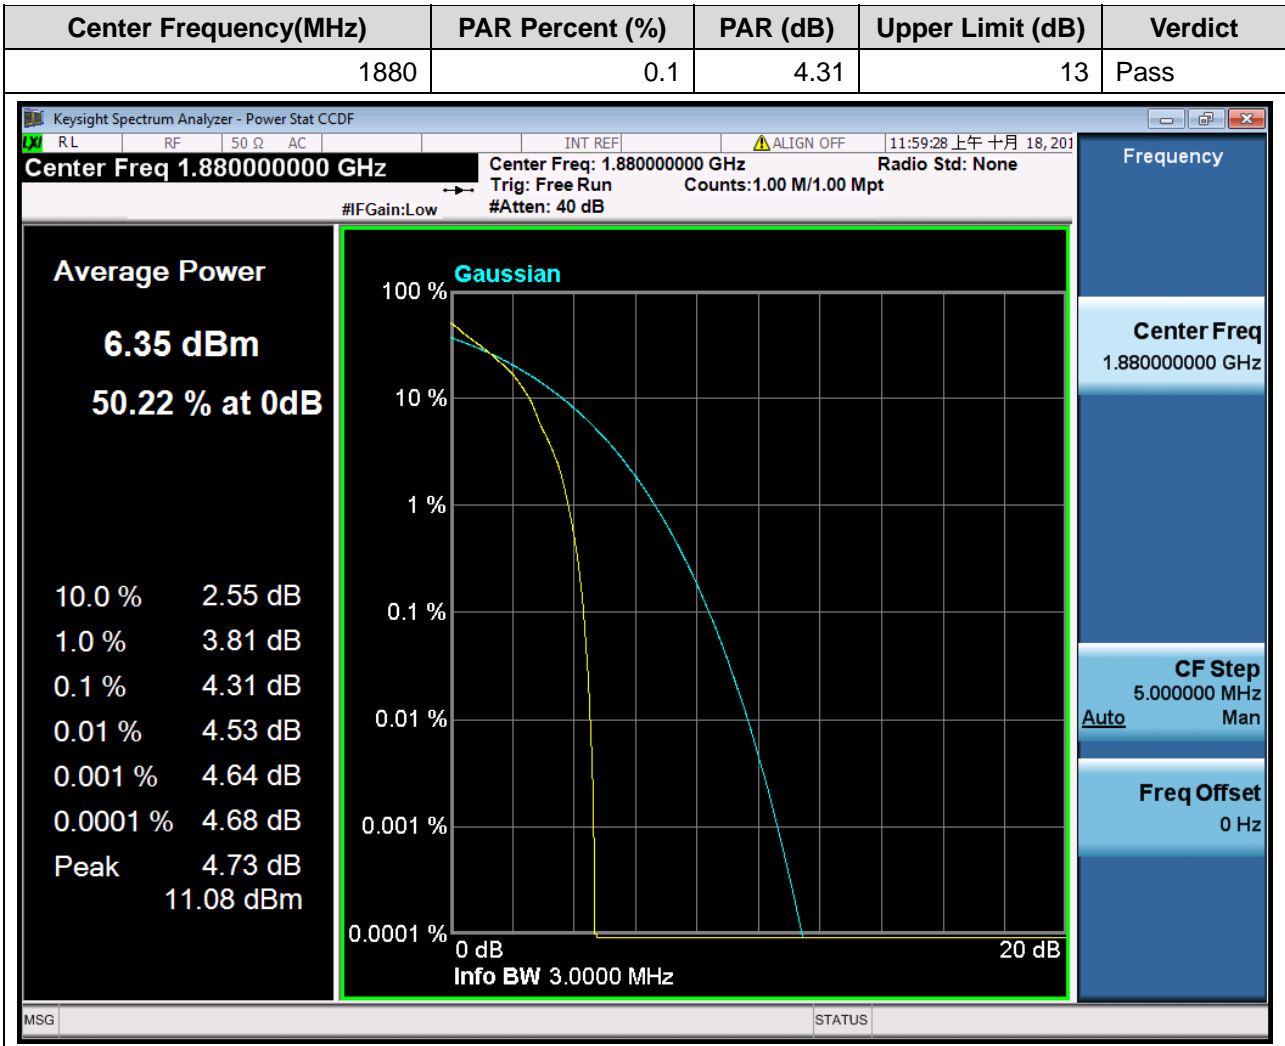 Center Frequency(MHz) PAR Percent (%) PAR (dB) Upper Limit (dB) Verdict
1880 0.1 4.31 13 Pass
Keysight Spectrum Analyzer - Power Stat CCDF
LXI RL RF 50 Ω AC INT REF ALIGN OFF 11:59:28 上午 十月 18, 201
Center Freq 1.880000000 GHz
Center Freq: 1.880000000 GHz Radio Std: None
Trig: Free Run Counts:1.00 M/1.00 Mpt
#IFGain:Low #Atten: 40 dB
Average Power
6.35 dBm
50.22 % at 0dB
10.0 % 2.55 dB
1.0 % 3.81 dB
0.1 % 4.31 dB
0.01 % 4.53 dB
0.001 % 4.64 dB
0.0001 % 4.68 dB
Peak 4.73 dB
11.08 dBm
Gaussian
100 %
10 %
1 %
0.1 %
0.01 %
0.001 %
0.0001 %
0 dB 20 dB
Info BW 3.0000 MHz
Frequency
Center Freq
1.880000000 GHz
CF Step
5.000000 MHz
Auto Man
Freq Offset
0 Hz
MSG STATUS